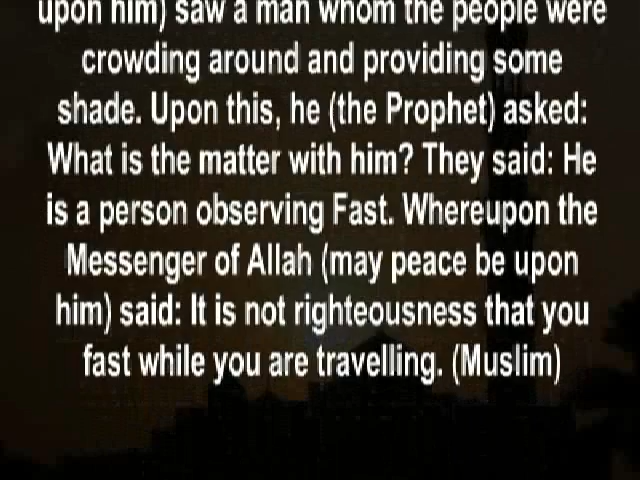 upon him) saw a man whom the people were
crowding around and providing some
shade. Upon this, he (the Prophet) asked:
What is the matter with him? They said: He
is a person observing Fast. Whereupon the
Messenger of Allah (may peace be upon
him) said: It is not righteousness that you
fast while you are travelling. (Muslim)